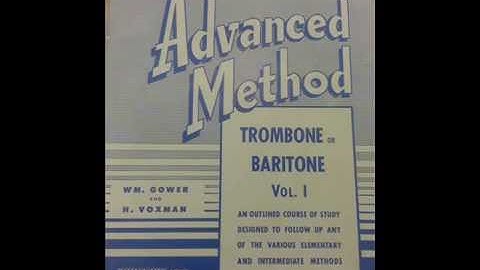 Advanced
Method
TROMBONE OR
BARITONE
VOL. I
WM. GOWER
AND
H. VOXMAN
AN OUTLINED COURSE OF STUDY
DESIGNED TO FOLLOW UP ANY
OF THE VARIOUS ELEMENTARY
AND INTERMEDIATE METHODS